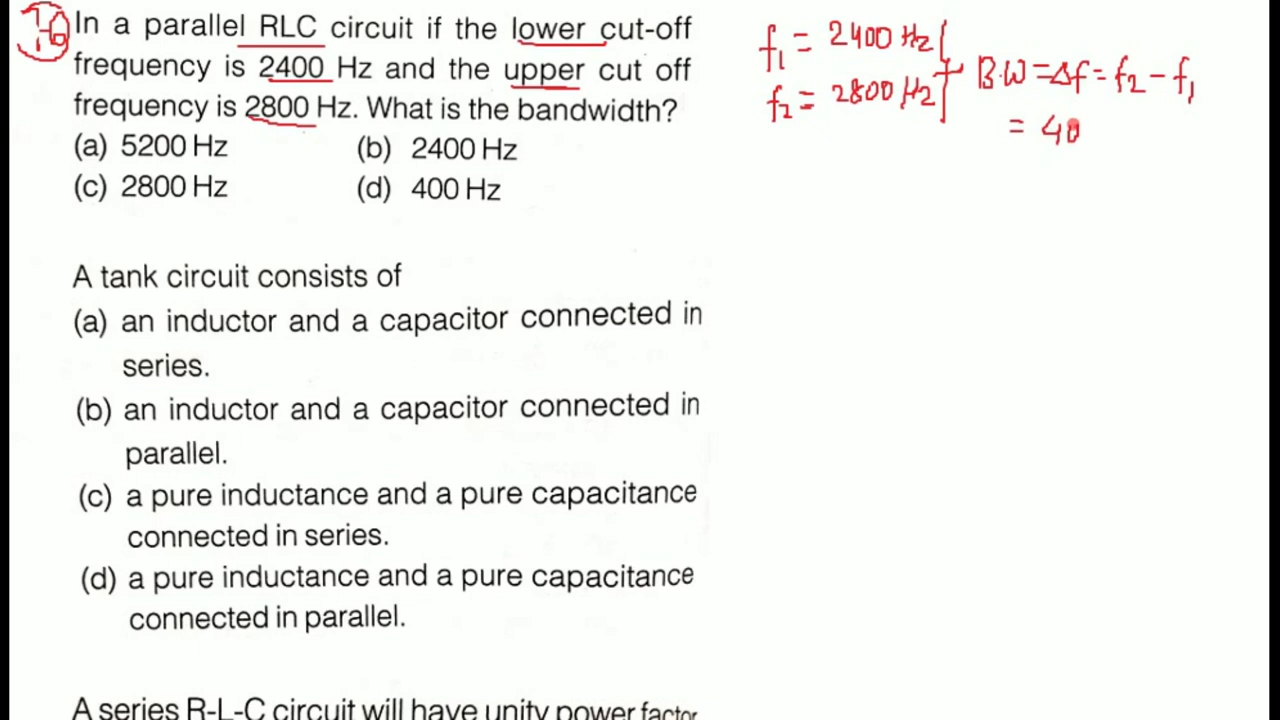 76
In a parallel RLC circuit if the lower cut-off
frequency is 2400 Hz and the upper cut off
frequency is 2800 Hz. What is the bandwidth?
(a) 5200 Hz (b) 2400 Hz
(c) 2800 Hz (d) 400 Hz
f₁ = 2400 Hz
f₂ = 2800 Hz
B.W = Δf = f₂ - f₁
= 40
A tank circuit consists of
(a) an inductor and a capacitor connected in
series.
(b) an inductor and a capacitor connected in
parallel.
(c) a pure inductance and a pure capacitance
connected in series.
(d) a pure inductance and a pure capacitance
connected in parallel.
A series R-L-C circuit will have unity power factor